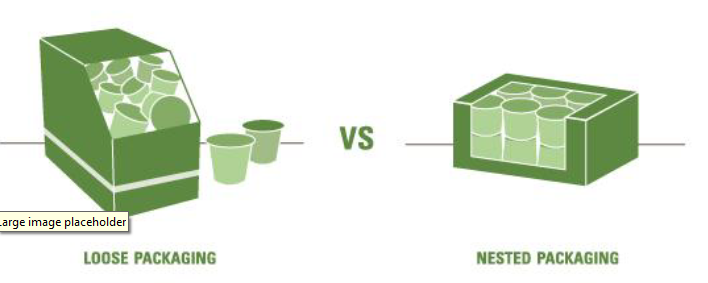 VS
Large image placeholder
LOOSE PACKAGING
NESTED PACKAGING